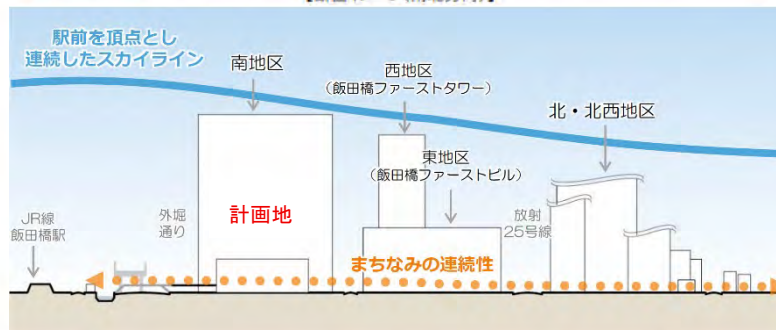 駅前を頂点とし
連続したスカイライン
南地区
西地区
（飯田橋ファーストタワー）
北・北西地区
東地区
（飯田橋ファーストビル）
計画地
JR線
飯田橋駅
外堀
通り
放射
25号線
まちなみの連続性